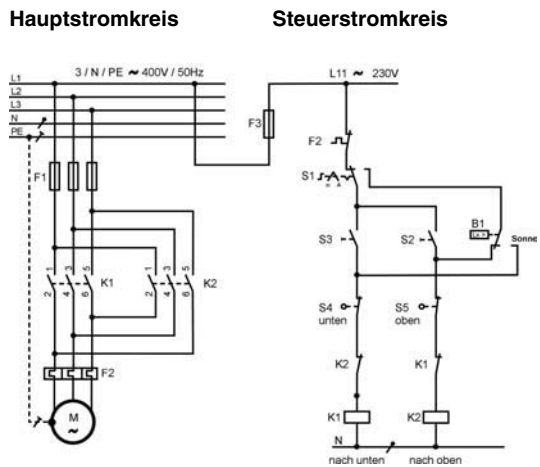 Hauptstromkreis
Steuerstromkreis
3 / N / PE ~ 400V / 50Hz
L11 ~ 230V
L1
L2
L3
N
PE
F3
F2
F1
S1
H A
B1
Lx >
Sonne
S3
S2
1 3 5
2 4 6
K1
1 3 5
2 4 6
K2
S4
unten
S5
oben
K2
K1
F2
M
~
K1
K2
N
nach unten
nach oben